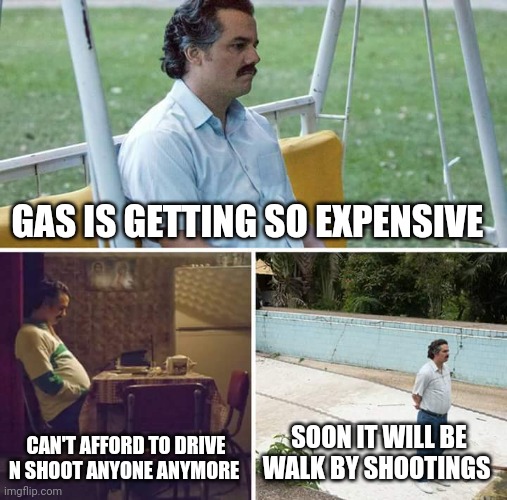 GAS IS GETTING SO EXPENSIVE
CAN'T AFFORD TO DRIVE
N SHOOT ANYONE ANYMORE
SOON IT WILL BE
WALK BY SHOOTINGS
imgflip.com